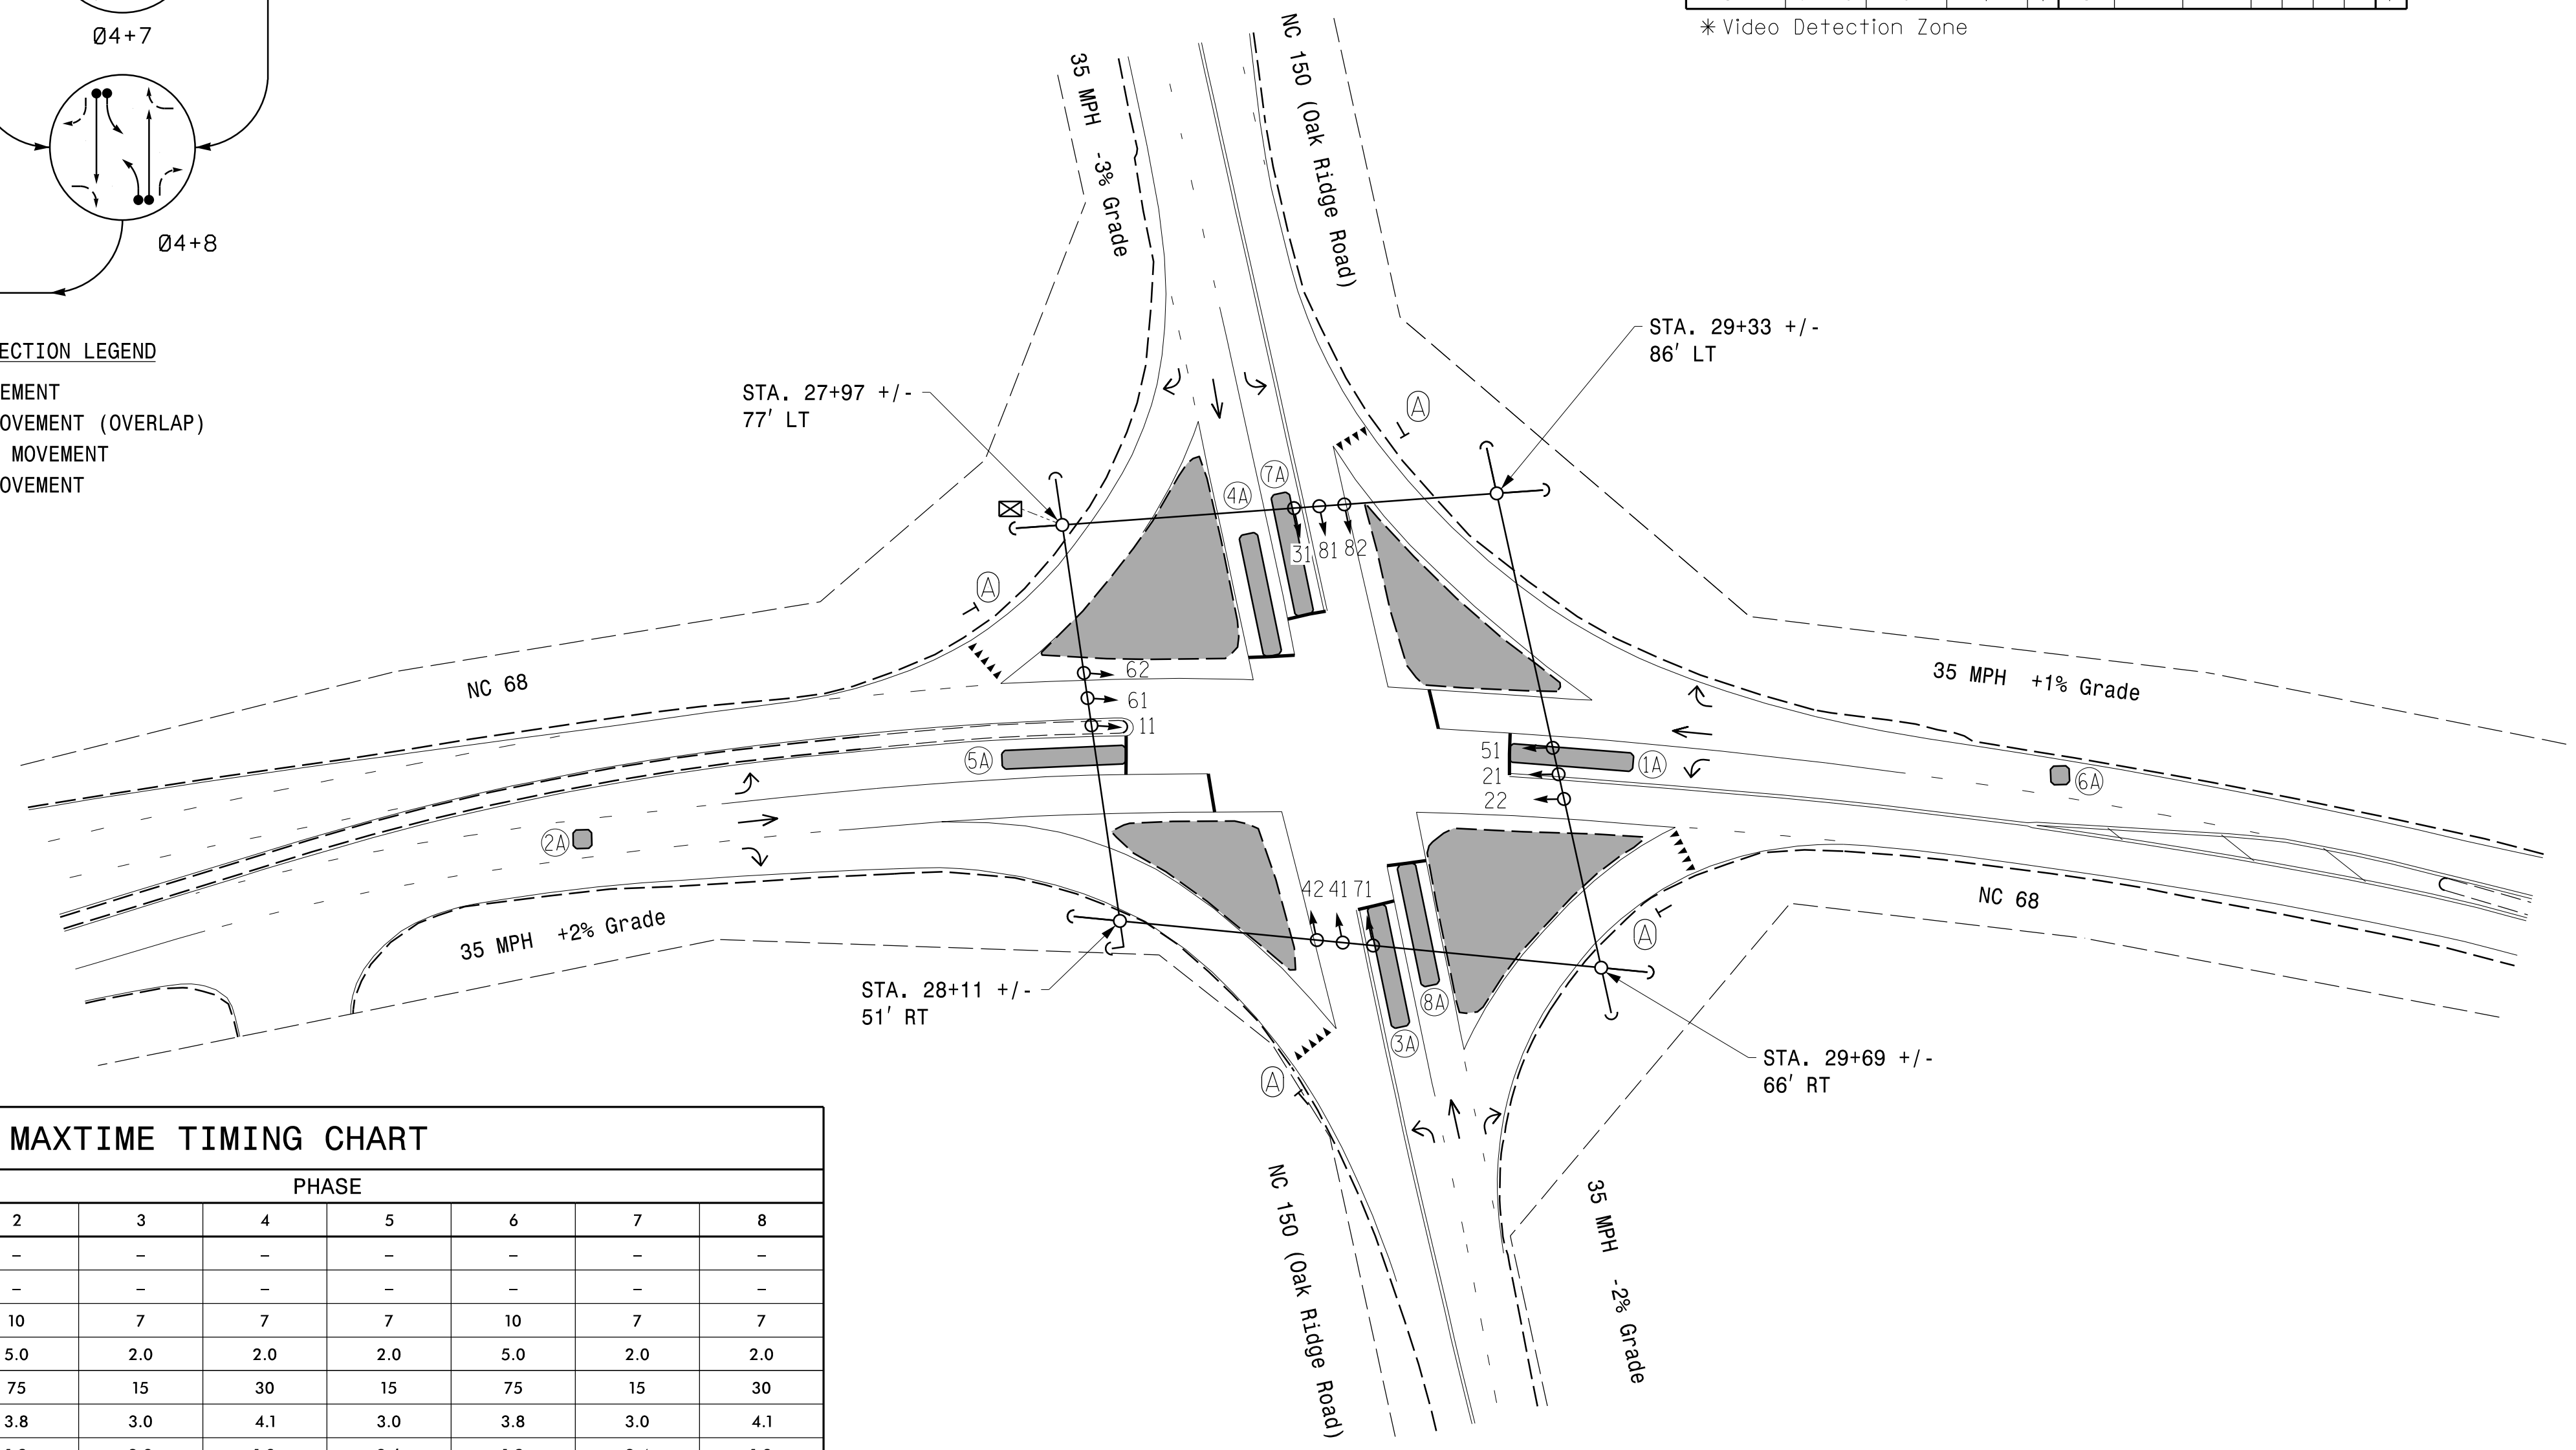 Ø4+7
Ø4+8
ECTION LEGEND
EMENT
OVEMENT (OVERLAP)
MOVEMENT
OVEMENT
✳ Video Detection Zone
35 MPH -3% Grade
NC 150 (Oak Ridge Road)
STA. 29+33 +/-
86' LT
STA. 27+97 +/-
77' LT
A
A
7A
4A
31 81 82
NC 68
62
61
11
5A
2A
35 MPH +2% Grade
35 MPH +1% Grade
51
21
22
1A
6A
NC 68
42 41 71
8A
3A
A
A
STA. 28+11 +/-
51' RT
STA. 29+69 +/-
66' RT
NC 150 (Oak Ridge Road)
35 MPH -2% Grade
MAXTIME TIMING CHART
PHASE
2 3 4 5 6 7 8
– – – – – – –
– – – – – – –
10 7 7 7 10 7 7
5.0 2.0 2.0 2.0 5.0 2.0 2.0
75 15 30 15 75 15 30
3.8 3.0 4.1 3.0 3.8 3.0 4.1